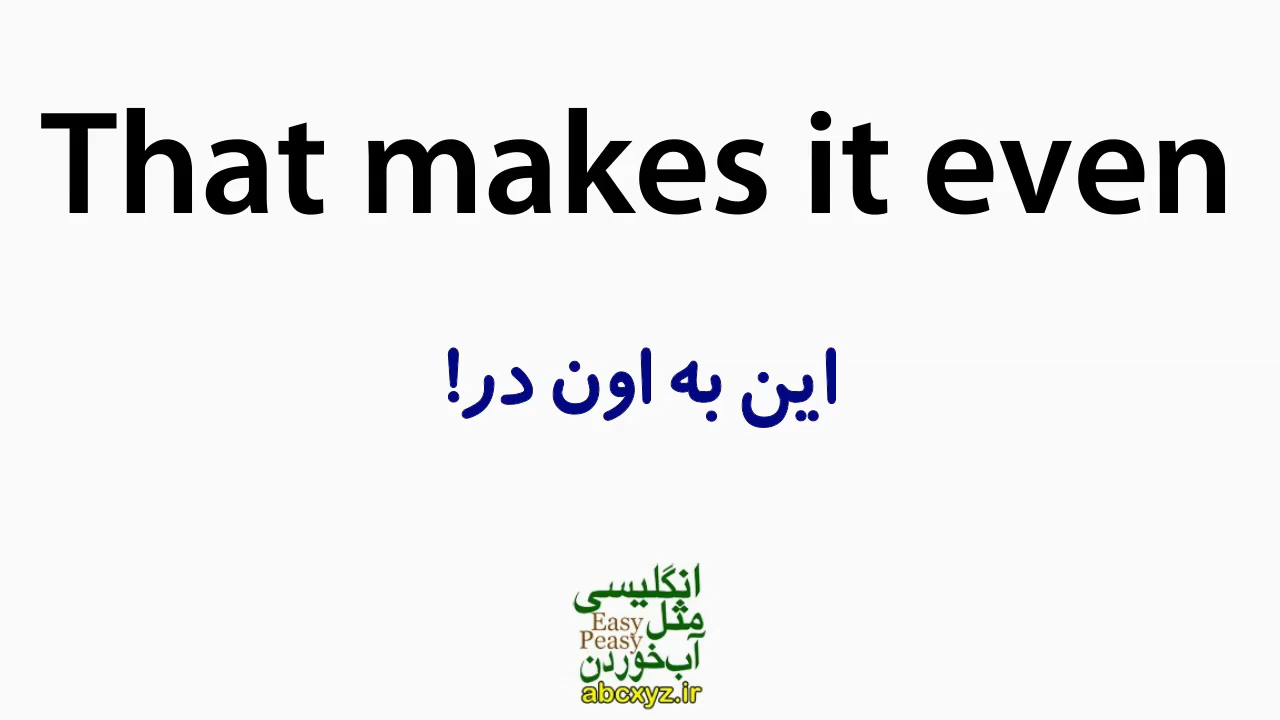 That makes it even
این به اون در!
انگلیسی
مثل
Easy
Peasy
آب‌خوردن
abcxyz.ir